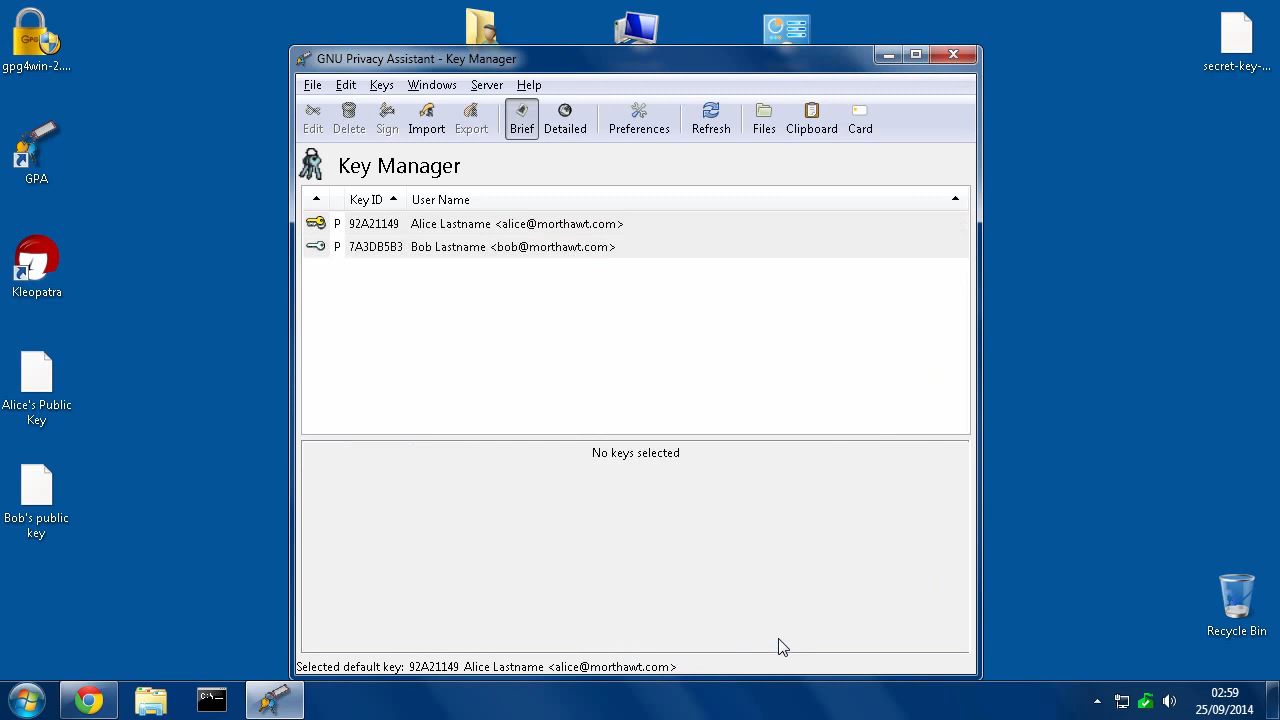 gpg4win-2....
GPA
Kleopatra
Alice's Public
Key
Bob's public
key
GNU Privacy Assistant - Key Manager
File Edit Keys Windows Server Help
Edit Delete Sign Import Export Brief Detailed Preferences Refresh Files Clipboard Card
Key Manager
Key ID User Name
P 92A21149 Alice Lastname <alice@morthawt.com>
P 7A3DB5B3 Bob Lastname <bob@morthawt.com>
No keys selected
Selected default key: 92A21149 Alice Lastname <alice@morthawt.com>
secret-key-...
Recycle Bin
02:59
25/09/2014